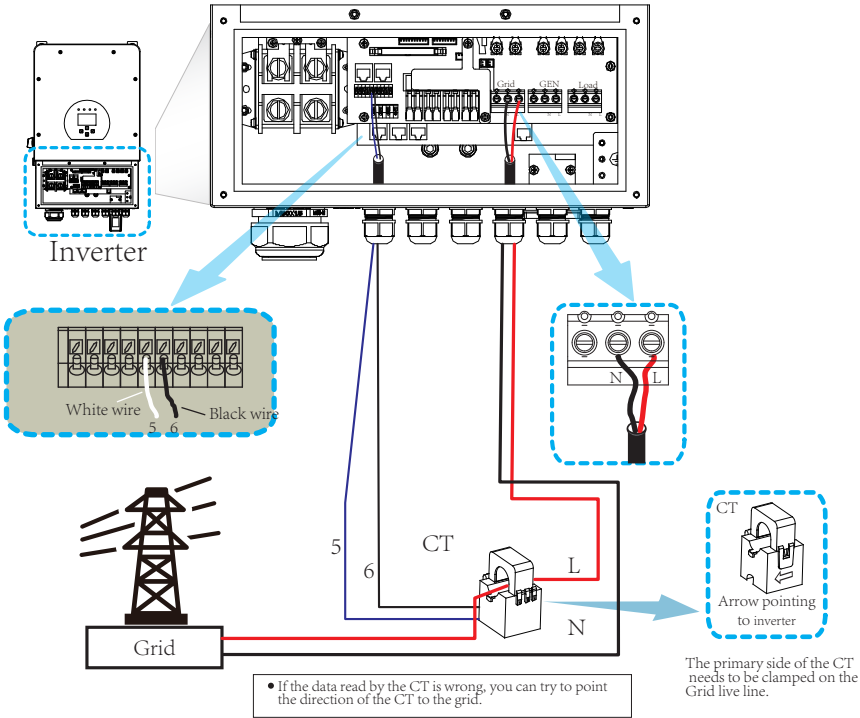 Grid
GEN
Load
Inverter
White wire
Black wire
5
6
N
L
5
6
CT
L
N
Grid
CT
Arrow pointing
to inverter
The primary side of the CT
needs to be clamped on the
Grid live line.
• If the data read by the CT is wrong, you can try to point
the direction of the CT to the grid.